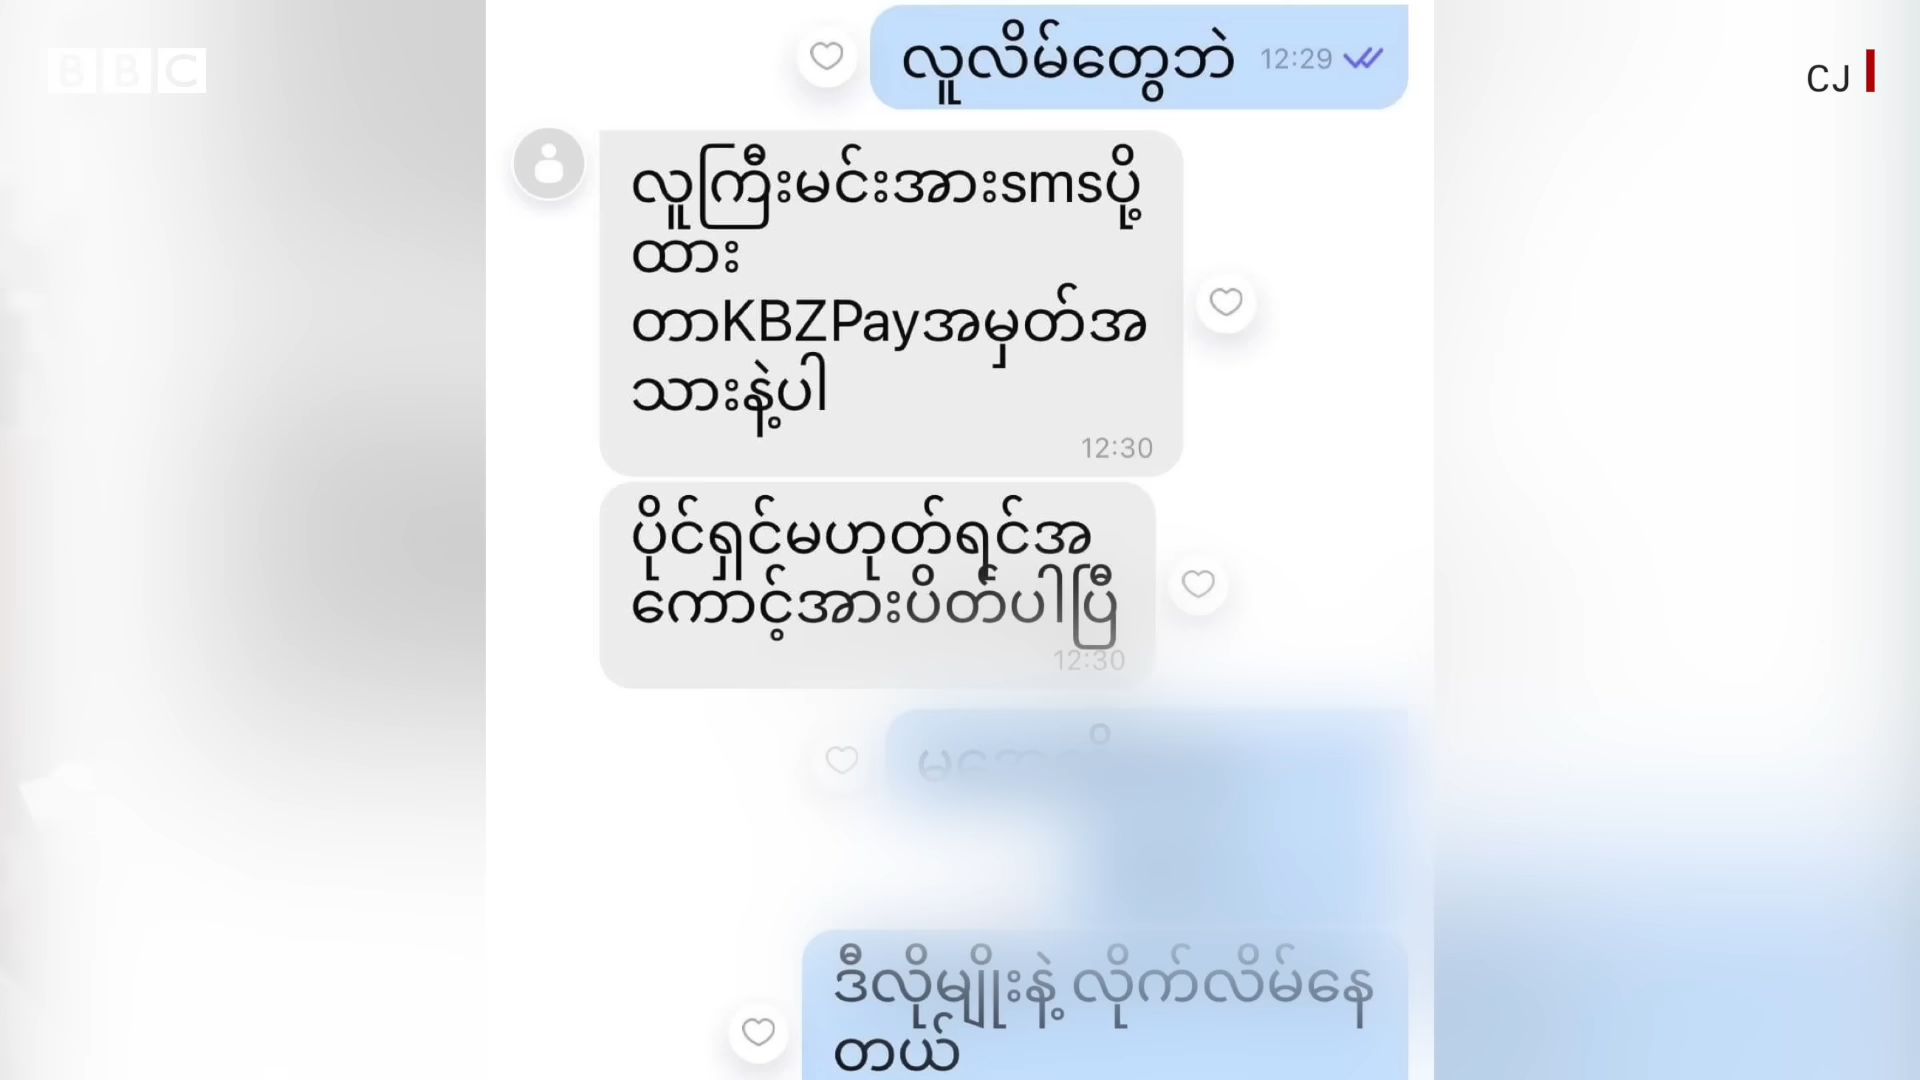 BBC
CJ
လူလိမ်တွေဘဲ 12:29
လူကြီးမင်းအားsmsပို့
ထား
တာKBZPayအမှတ်အ
သားနဲ့ပါ
12:30
ပိုင်ရှင်မဟုတ်ရင်အ
ကောင့်အားပိတ်ပါပြီ
12:30
ဒီလိုမျိုးနဲ့ လိုက်လိမ်နေ
တယ်